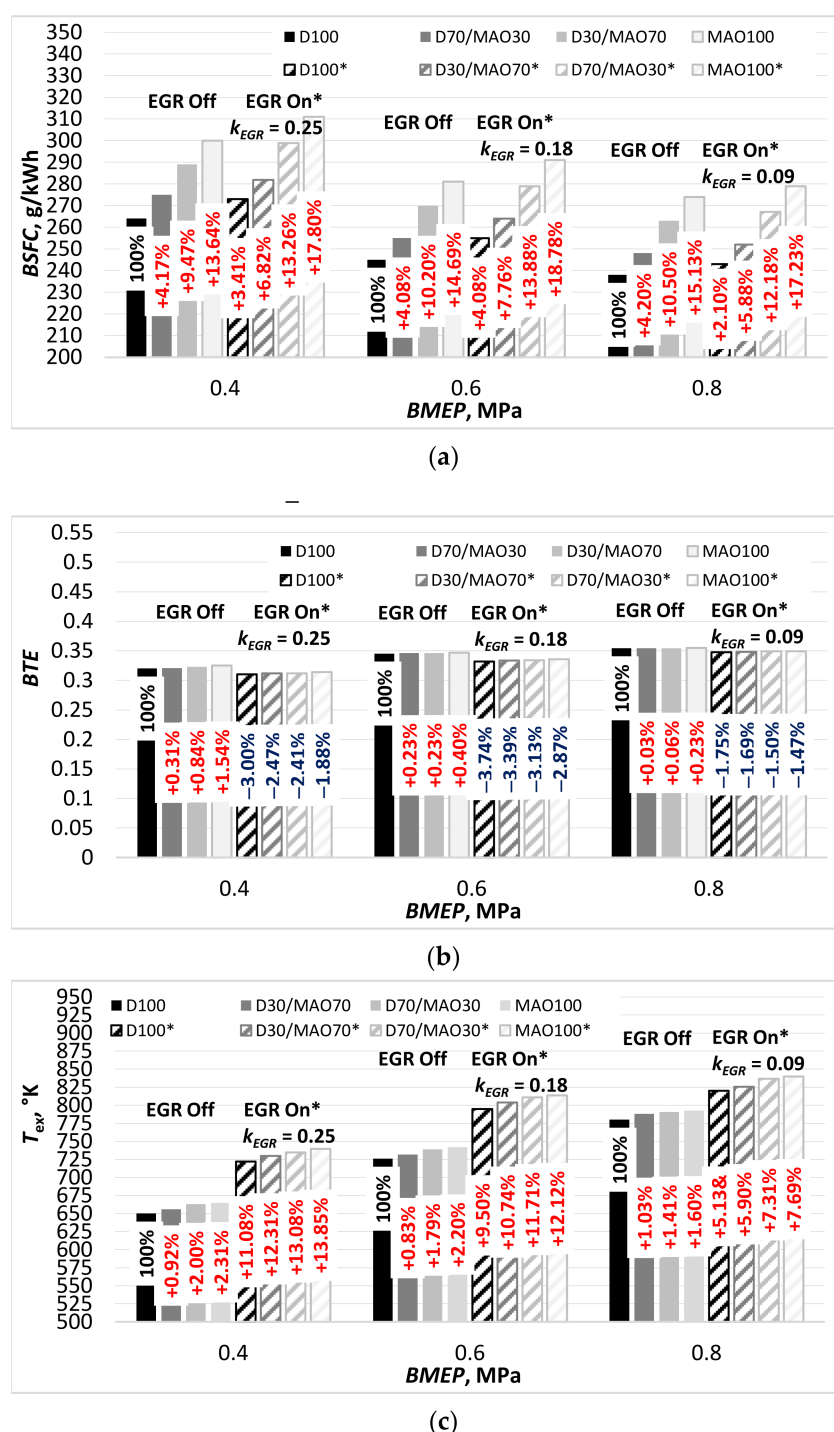 350
340
330
320
310
300
290
280
270
260
250
240
230
220
210
200
BSFC, g/kWh
D100 D70/MAO30 D30/MAO70 MAO100
D100* D30/MAO70* D70/MAO30* MAO100*
EGR Off EGR On*
kEGR = 0.25
EGR Off EGR On*
kEGR = 0.18
EGR Off EGR On*
kEGR = 0.09
100% +4.17% +9.47% +13.64% +3.41% +6.82% +13.26% +17.80%
100% +4.08% +10.20% +14.69% +4.08% +7.76% +13.88% +18.78%
100% +4.20% +10.50% +15.13% +2.10% +5.88% +12.18% +17.23%
0.4 0.6 0.8
BMEP, MPa
(a)
0.55
0.5
0.45
0.4
0.35
0.3
0.25
0.2
0.15
0.1
0.05
0
BTE
D100 D70/MAO30 D30/MAO70 MAO100
D100* D30/MAO70* D70/MAO30* MAO100*
EGR Off EGR On*
kEGR = 0.25
EGR Off EGR On*
kEGR = 0.18
EGR Off EGR On*
kEGR = 0.09
100% +0.31% +0.84% +1.54% −3.00% −2.47% −2.41% −1.88%
100% +0.23% +0.23% +0.40% −3.74% −3.39% −3.13% −2.87%
100% +0.03% +0.06% +0.23% −1.75% −1.69% −1.50% −1.47%
0.4 0.6 0.8
BMEP, MPa
(b)
950
925
900
875
850
825
800
775
750
725
700
675
650
625
600
575
550
525
500
Tex, °K
D100 D30/MAO70 D70/MAO30 MAO100
D100* D30/MAO70* D70/MAO30* MAO100*
EGR Off EGR On*
kEGR = 0.25
EGR Off EGR On*
kEGR = 0.18
EGR Off EGR On*
kEGR = 0.09
100% +0.92% +2.00% +2.31% +11.08% +12.31% +13.08% +13.85%
100% +0.83% +1.79% +2.20% +9.50% +10.74% +11.71% +12.12%
100% +1.03% +1.41% +1.60% +5.13& +5.90% +7.31% +7.69%
0.4 0.6 0.8
BMEP, MPa
(c)